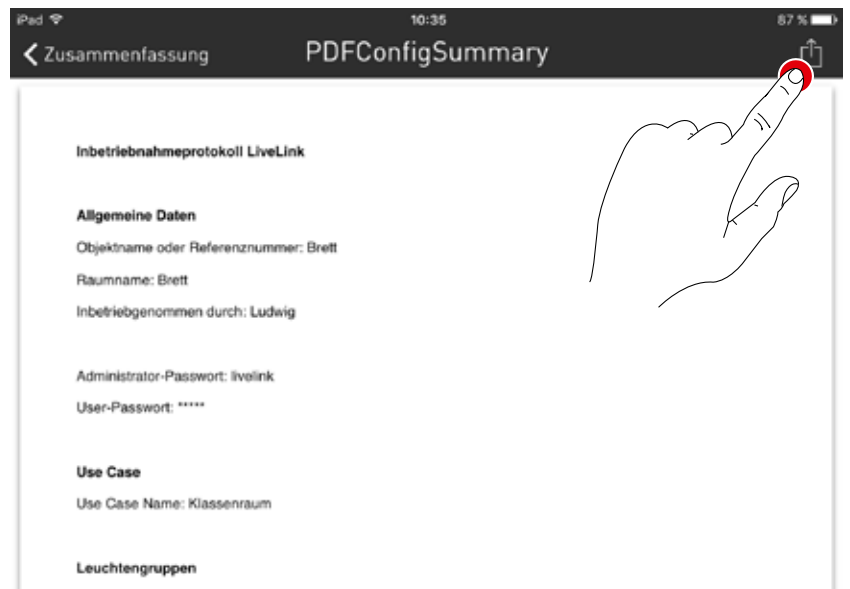 iPad 10:35 87 %
Zusammenfassung PDFConfigSummary
Inbetriebnahmeprotokoll LiveLink
Allgemeine Daten
Objektname oder Referenznummer: Brett
Raumname: Brett
Inbetriebgenommen durch: Ludwig
Administrator-Passwort: livelink
User-Passwort: *****
Use Case
Use Case Name: Klassenraum
Leuchtengruppen